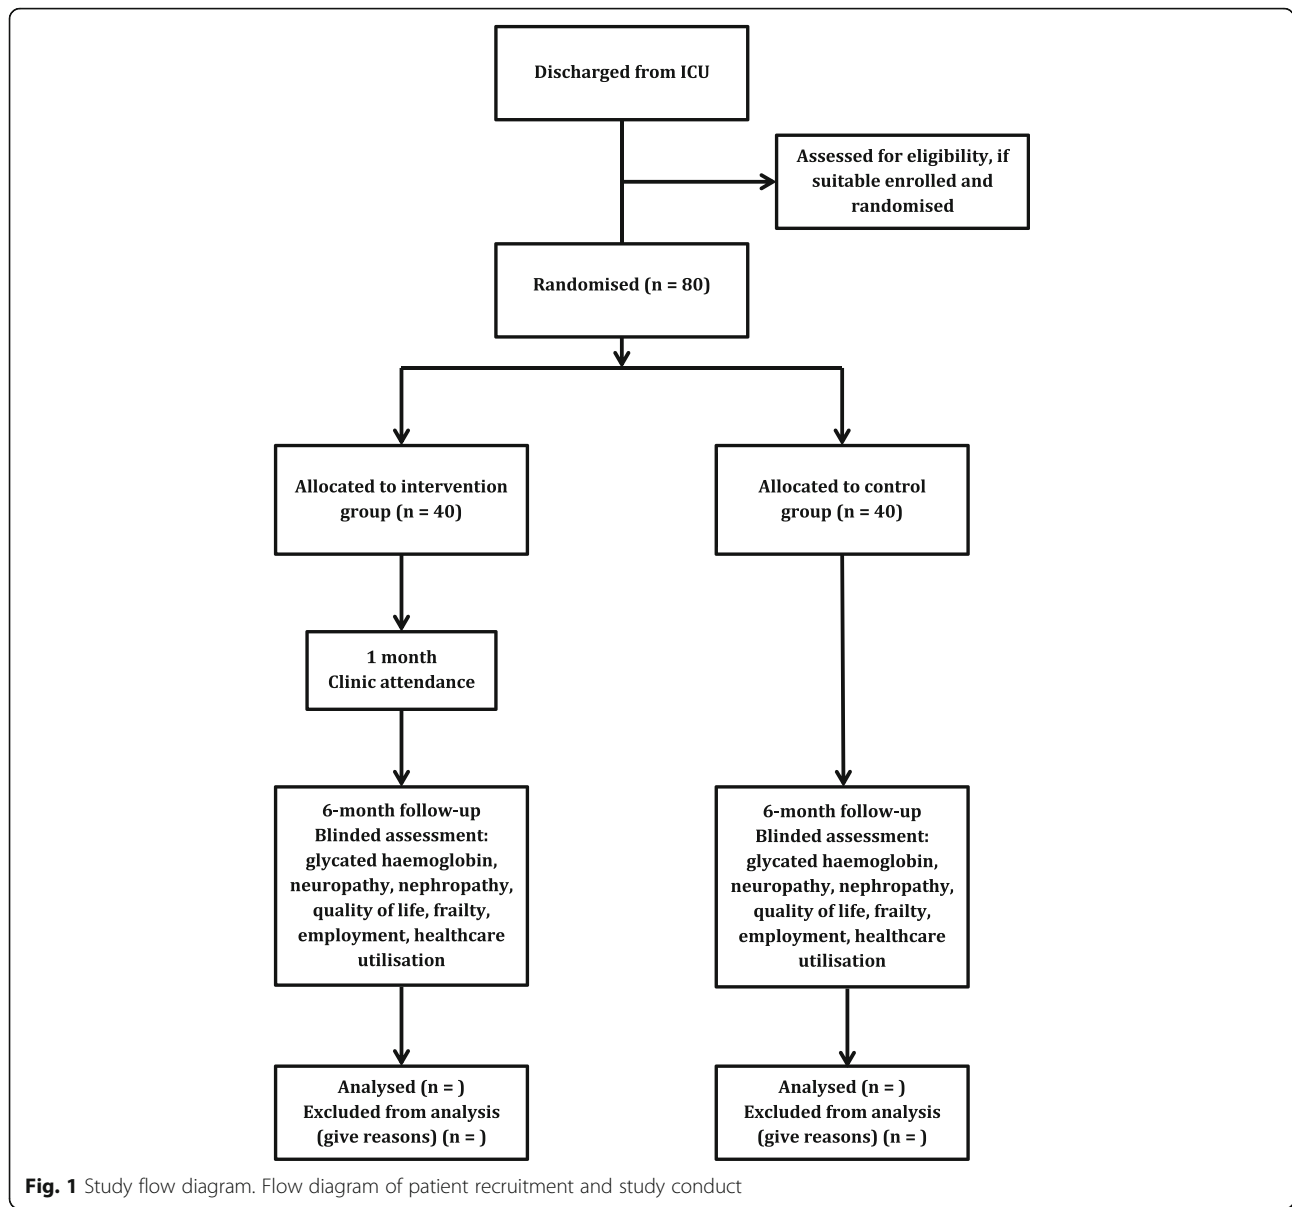 Discharged from ICU
Assessed for eligibility, if
suitable enrolled and
randomised
Randomised (n = 80)
Allocated to intervention
group (n = 40)
Allocated to control
group (n = 40)
1 month
Clinic attendance
6-month follow-up
Blinded assessment:
glycated haemoglobin,
neuropathy, nephropathy,
quality of life, frailty,
employment, healthcare
utilisation
6-month follow-up
Blinded assessment:
glycated haemoglobin,
neuropathy, nephropathy,
quality of life, frailty,
employment, healthcare
utilisation
Analysed (n = )
Excluded from analysis
(give reasons) (n = )
Analysed (n = )
Excluded from analysis
(give reasons) (n = )
Fig. 1 Study flow diagram. Flow diagram of patient recruitment and study conduct